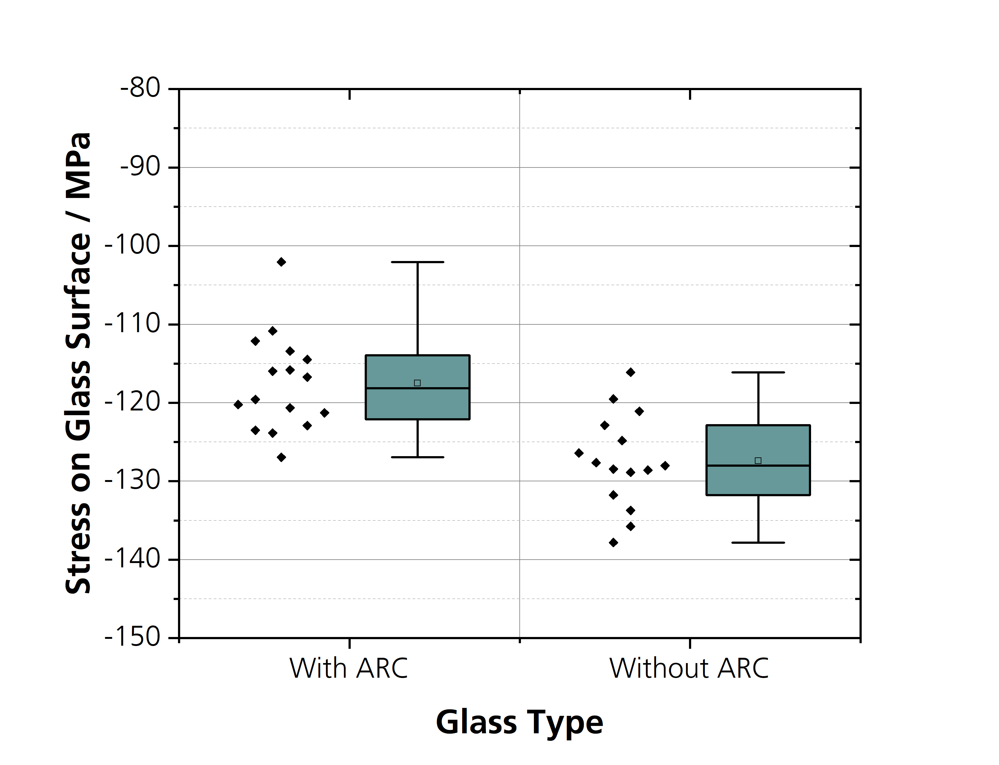 Stress on Glass Surface / MPa
-80
-90
-100
-110
-120
-130
-140
-150
With ARC
Without ARC
Glass Type